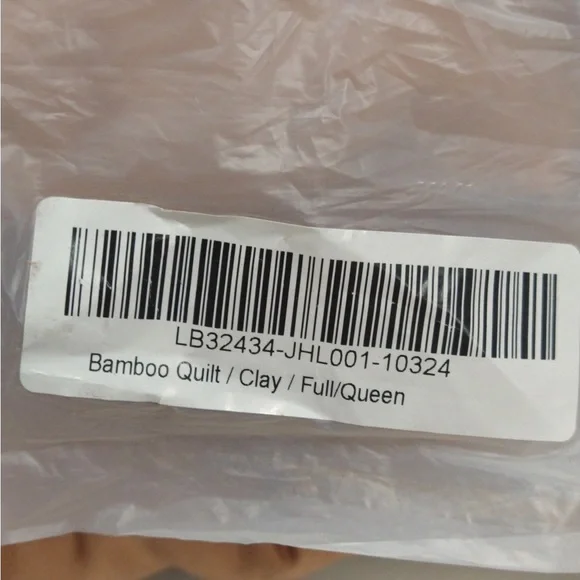 LB32434-JHL001-10324
Bamboo Quilt / Clay / Full/Queen